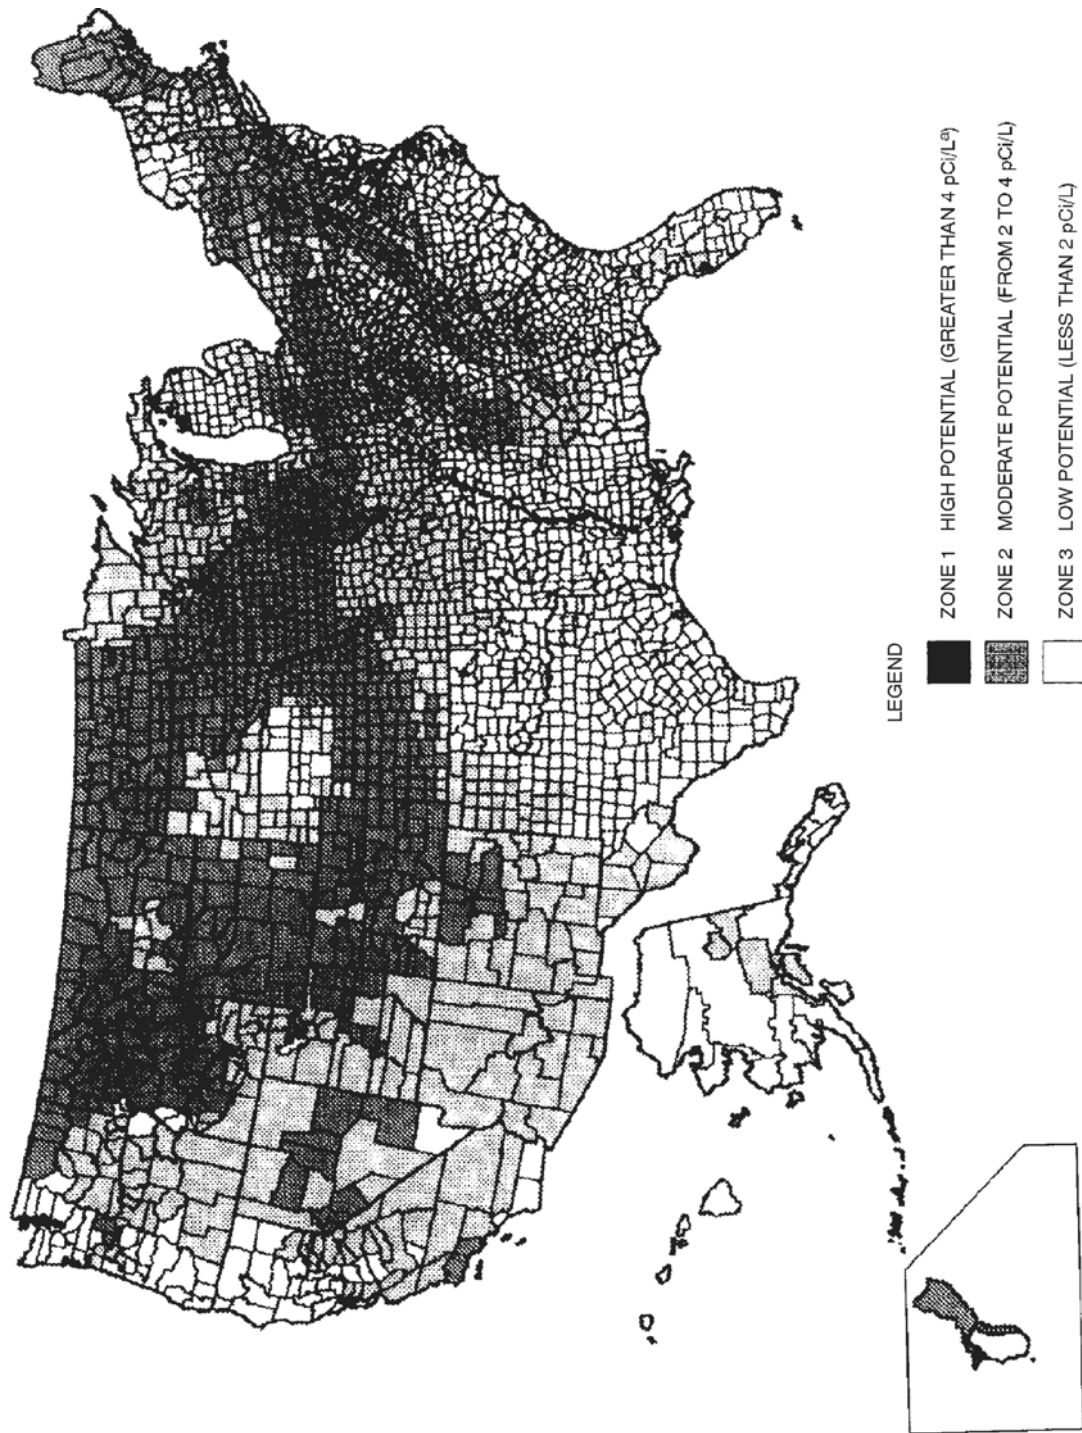 LEGEND
ZONE 1 HIGH POTENTIAL (GREATER THAN 4 pCi/Lª)
ZONE 2 MODERATE POTENTIAL (FROM 2 TO 4 pCi/L)
ZONE 3 LOW POTENTIAL (LESS THAN 2 pCi/L)